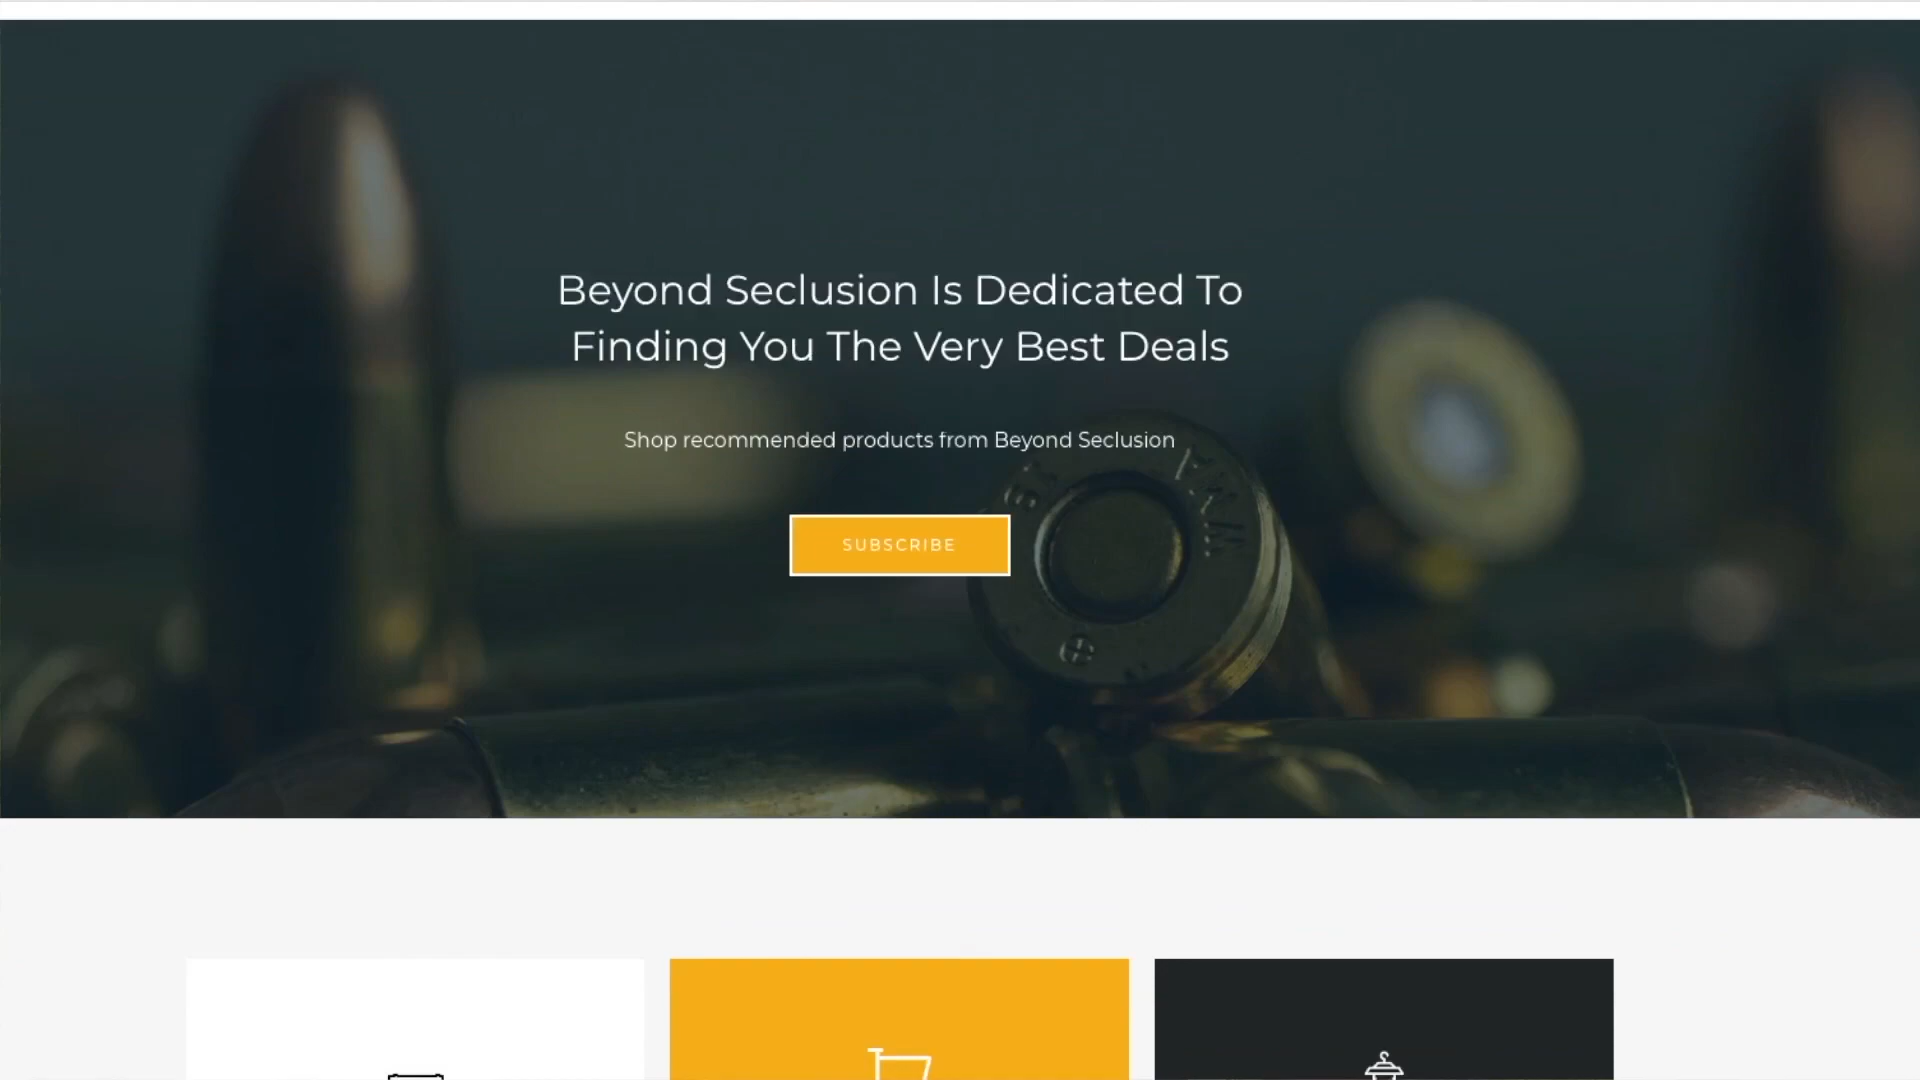 Beyond Seclusion Is Dedicated To
Finding You The Very Best Deals
Shop recommended products from Beyond Seclusion
SUBSCRIBE